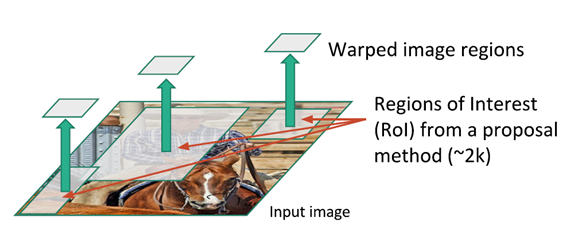 Warped image regions
Regions of Interest
(RoI) from a proposal
method (~2k)
Input image